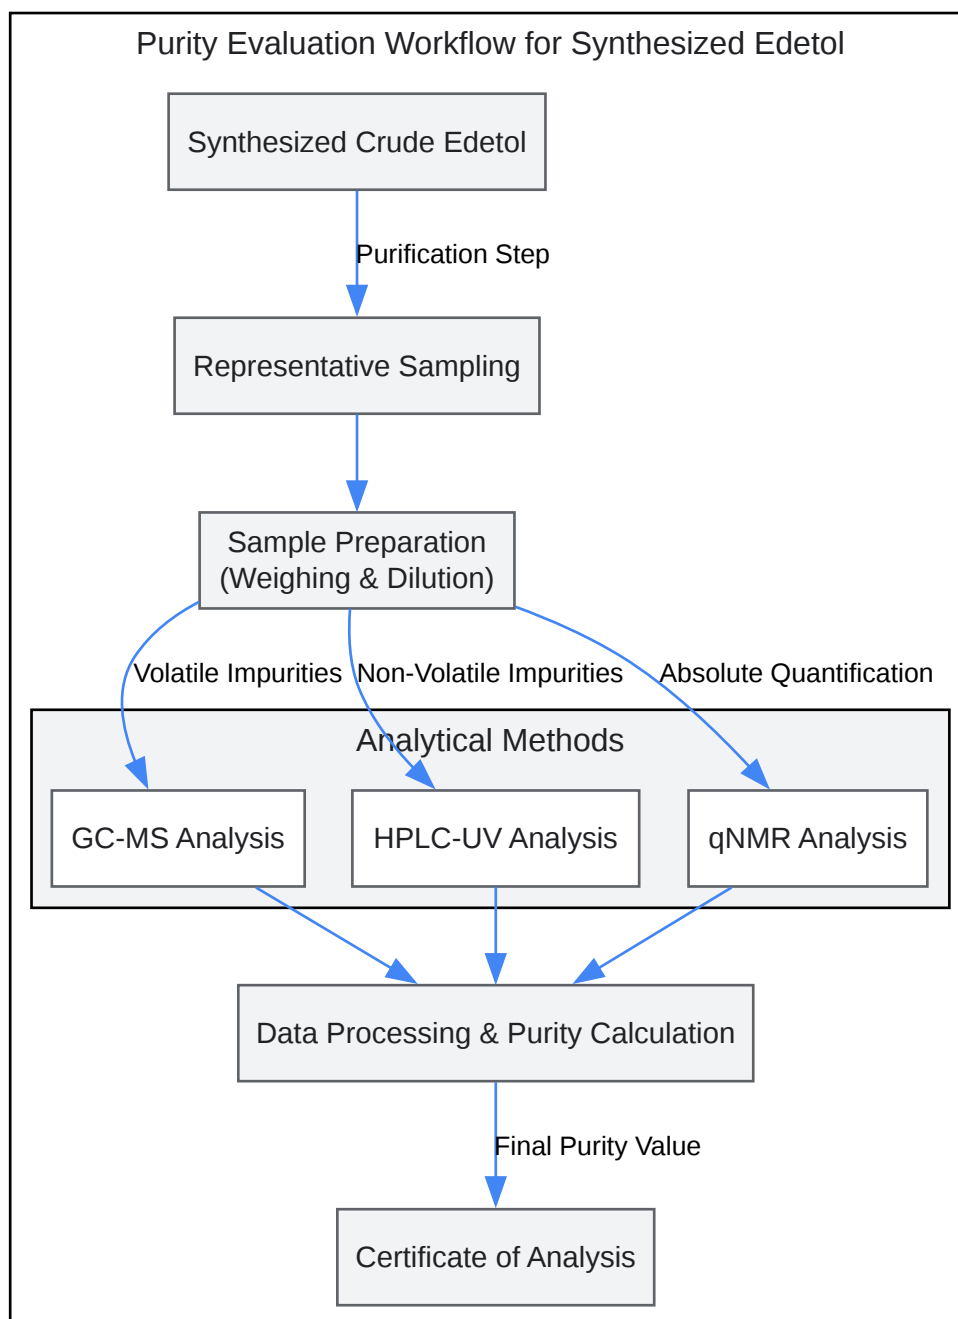 Purity Evaluation Workflow for Synthesized Edetol
Synthesized Crude Edetol
Purification Step
Representative Sampling
Sample Preparation
(Weighing & Dilution)
Volatile Impurities
Non-Volatile Impurities
Absolute Quantification
Analytical Methods
GC-MS Analysis
HPLC-UV Analysis
qNMR Analysis
Data Processing & Purity Calculation
Final Purity Value
Certificate of Analysis